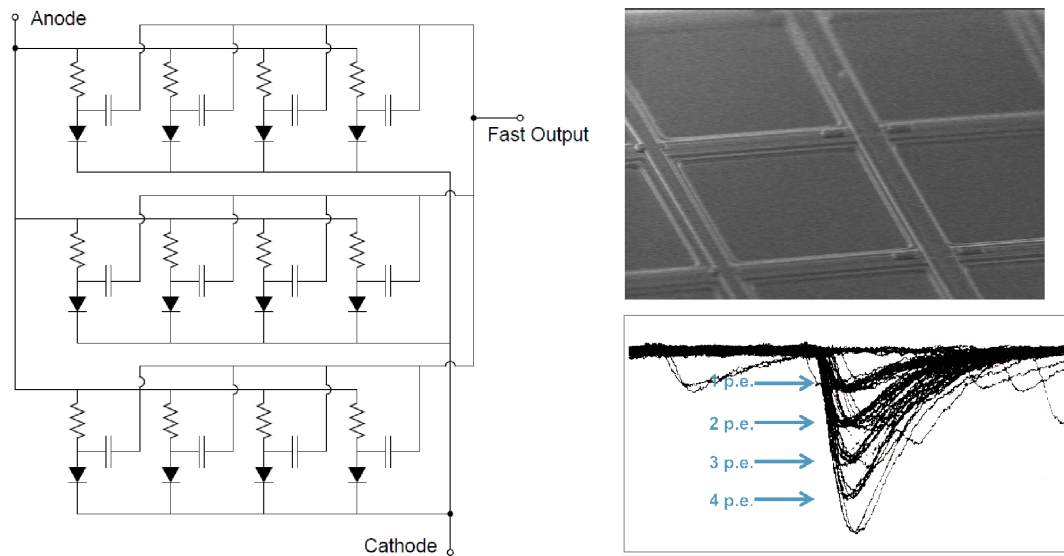 Anode
Fast Output
Cathode
1 p.e.
2 p.e.
3 p.e.
4 p.e.